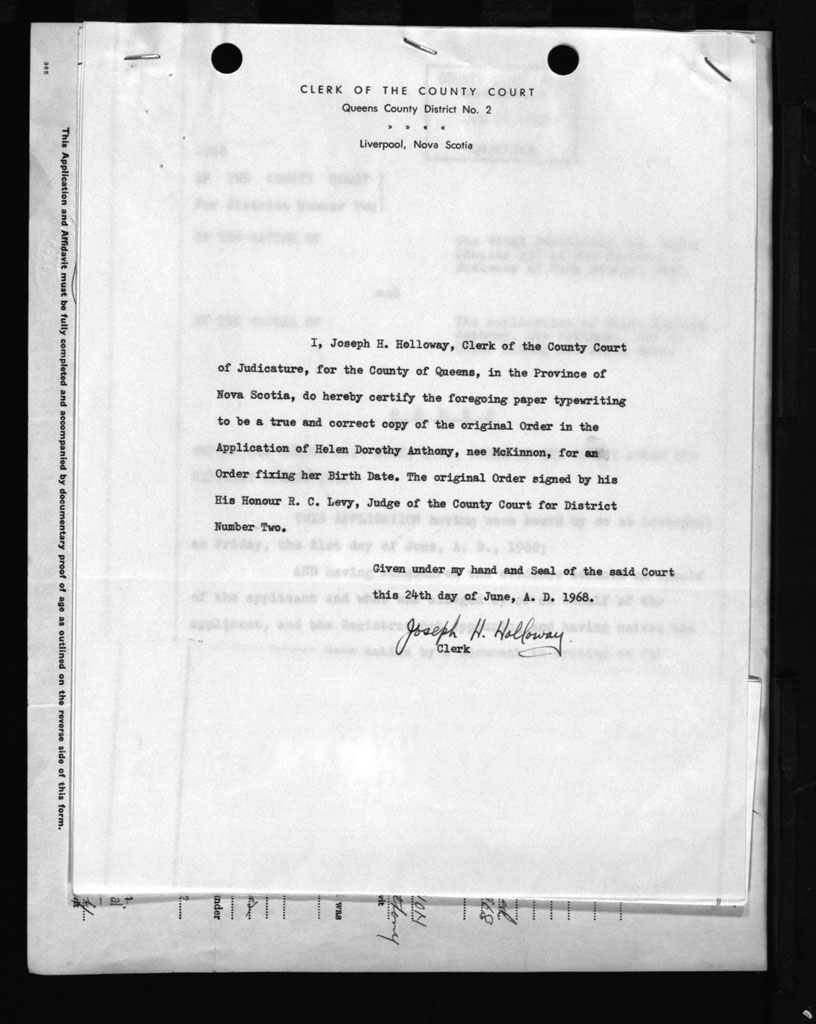 CLERK OF THE COUNTY COURT
Queens County District No. 2
» » « «
Liverpool, Nova Scotia
I, Joseph H. Holloway, Clerk of the County Court
of Judicature, for the County of Queens, in the Province of
Nova Scotia, do hereby certify the foregoing paper typewriting
to be a true and correct copy of the original Order in the
Application of Helen Dorothy Anthony, nee McKinnon, for an
Order fixing her Birth Date. The original Order signed by his
His Honour R. C. Levy, Judge of the County Court for District
Number Two.
Given under my hand and Seal of the said Court
this 24th day of June, A. D. 1968.
Joseph H. Holloway
Clerk
This Application and Affidavit must be fully completed and accompanied by documentary proof of age as outlined on the reverse side of this form.
under
was